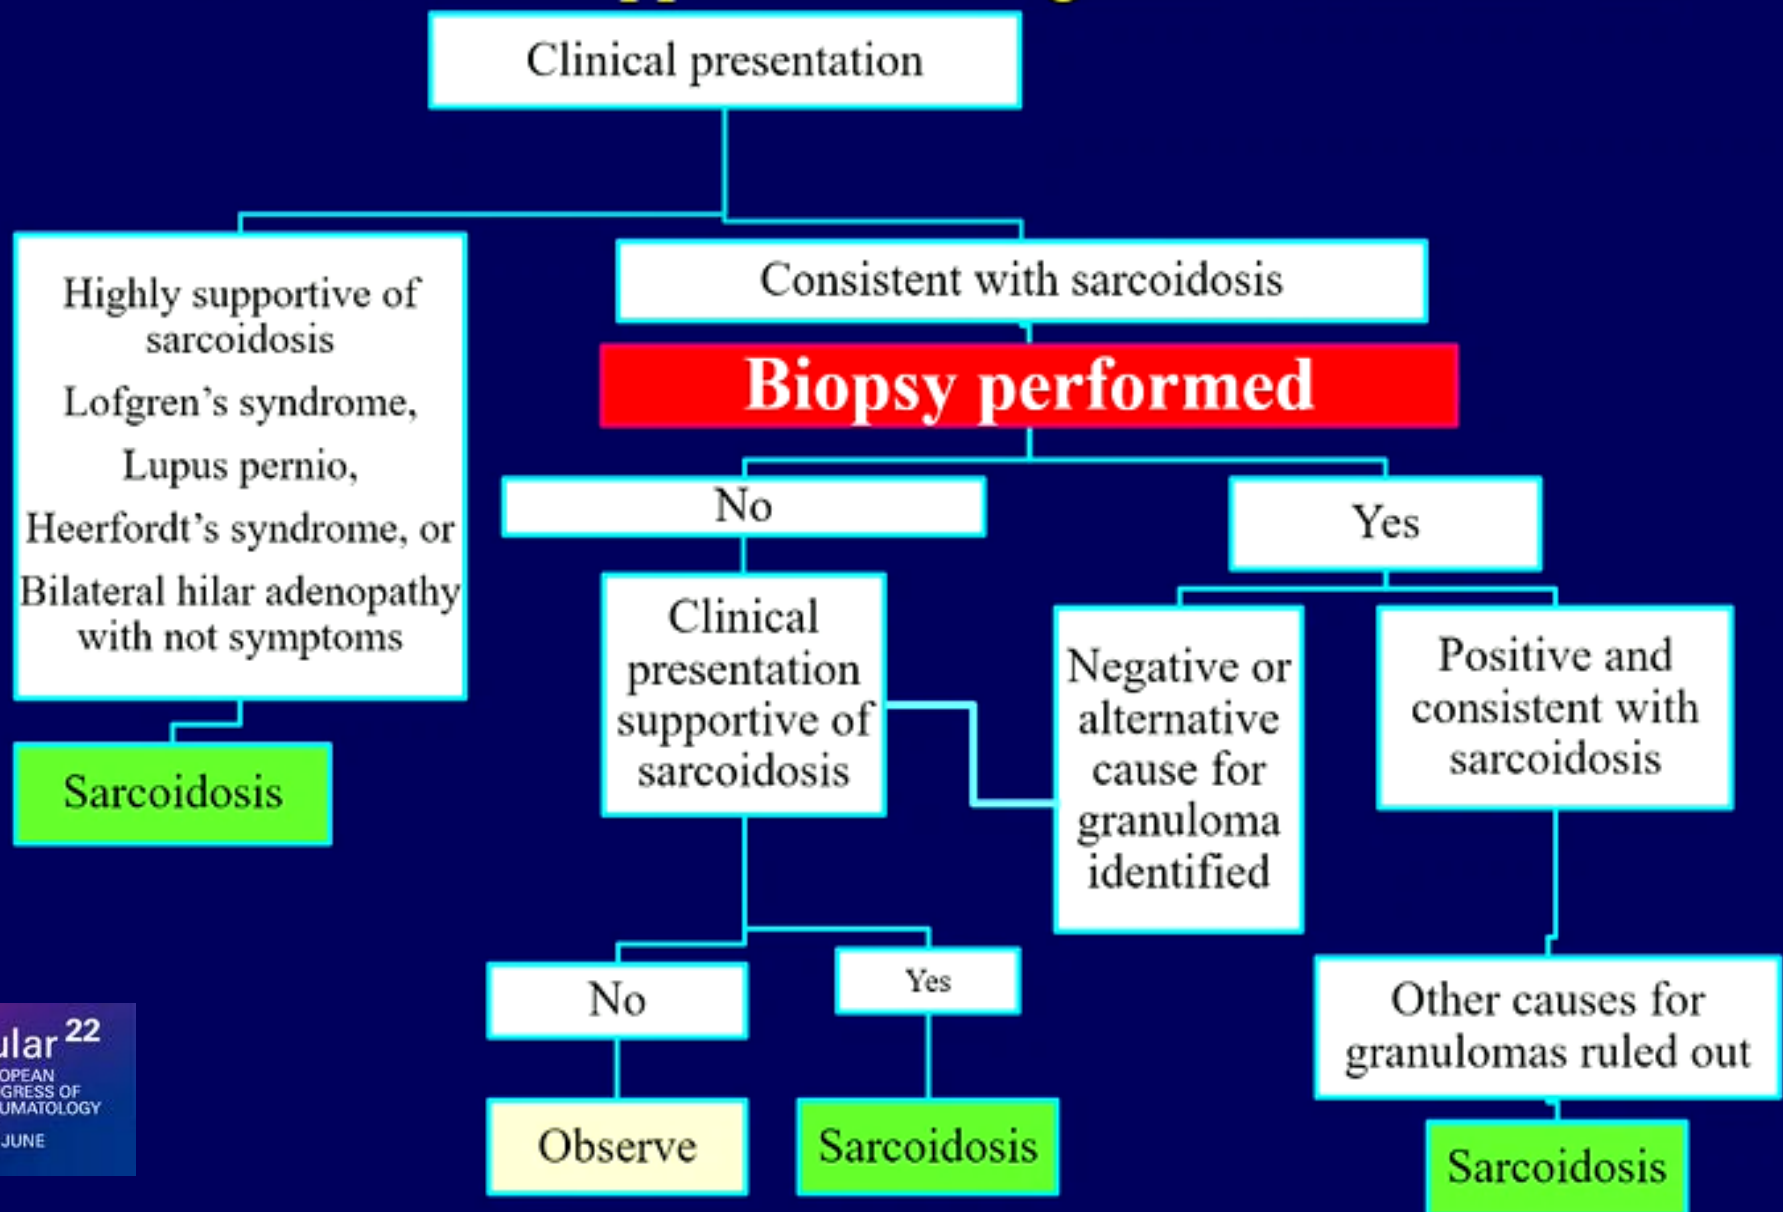 Clinical presentation
Highly supportive of
sarcoidosis
Lofgren's syndrome,
Lupus pernio,
Heerfordt's syndrome, or
Bilateral hilar adenopathy
with not symptoms
Sarcoidosis
Consistent with sarcoidosis
Biopsy performed
No
Yes
Clinical
presentation
supportive of
sarcoidosis
Negative or
alternative
cause for
granuloma
identified
Positive and
consistent with
sarcoidosis
No
Yes
Other causes for
granulomas ruled out
Observe
Sarcoidosis
Sarcoidosis
ular 22
OPEAN
GRESS OF
UMATOLOGY
JUNE